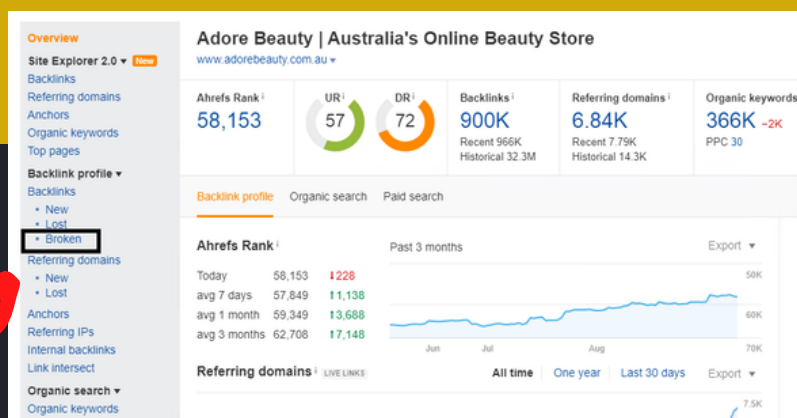 Overview
Site Explorer 2.0 ▾ New
Backlinks
Referring domains
Anchors
Organic keywords
Top pages
Backlink profile ▾
Backlinks
• New
• Lost
• Broken
Referring domains
• New
• Lost
Anchors
Referring IPs
Internal backlinks
Link intersect
Organic search ▾
Organic keywords
Adore Beauty | Australia's Online Beauty Store
www.adorebeauty.com.au ▾
Ahrefs Rank i
58,153
UR i
57
DR i
72
Backlinks i
900K
Recent 966K
Historical 32.3M
Referring domains i
6.84K
Recent 7.79K
Historical 14.3K
Organic keywords
366K -2K
PPC 30
Backlink profile Organic search Paid search
Ahrefs Rank i Past 3 months Export ▾
Today 58,153 ↓228
avg 7 days 57,849 ↑1,138
avg 1 month 59,349 ↑3,688
avg 3 months 62,708 ↑7,148
50K
60K
70K
Jun Jul Aug
Referring domains i LIVE LINKS All time One year Last 30 days Export ▾
7.5K